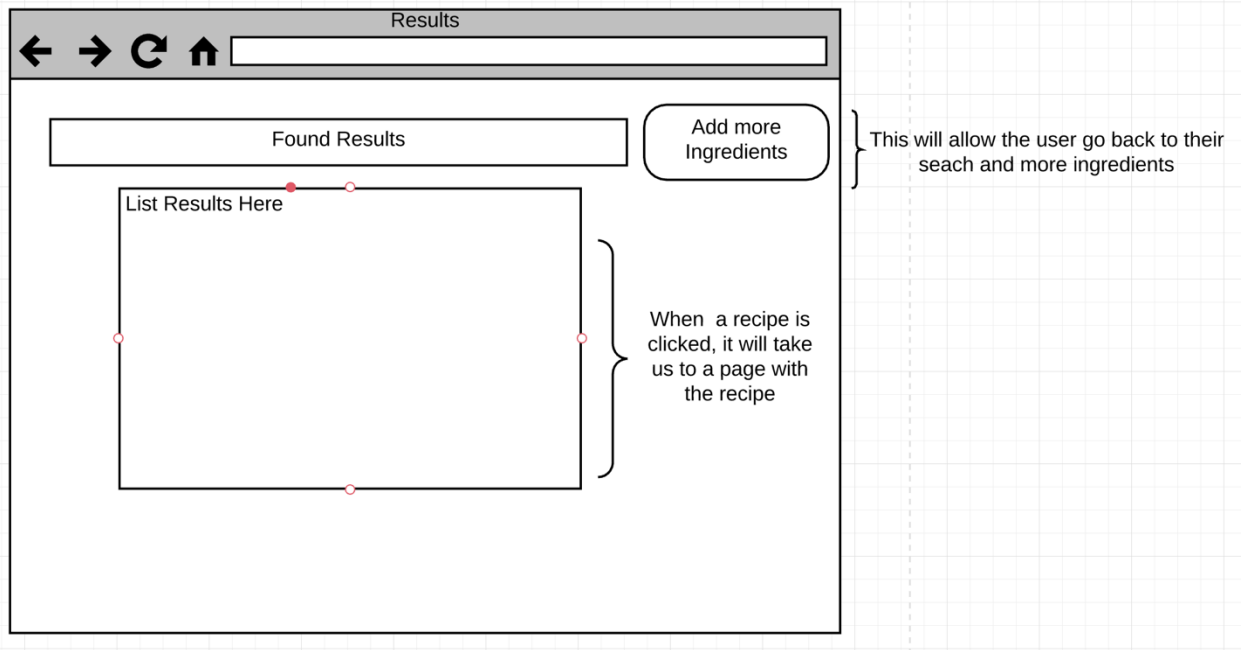 Results
Found Results
Add more
Ingredients
This will allow the user go back to their
seach and more ingredients
List Results Here
When  a recipe is
clicked, it will take
us to a page with
the recipe